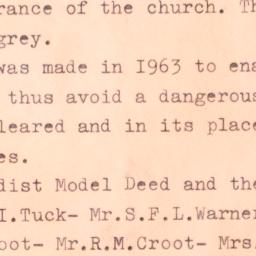 rance of the church. Th
grey.
was made in 1963 to ena
thus avoid a dangerous
leared and in its place
es.
dist Model Deed and the
I.Tuck- Mr.S.F.L.Warner
oot- Mr.R.M.Croot- Mrs.